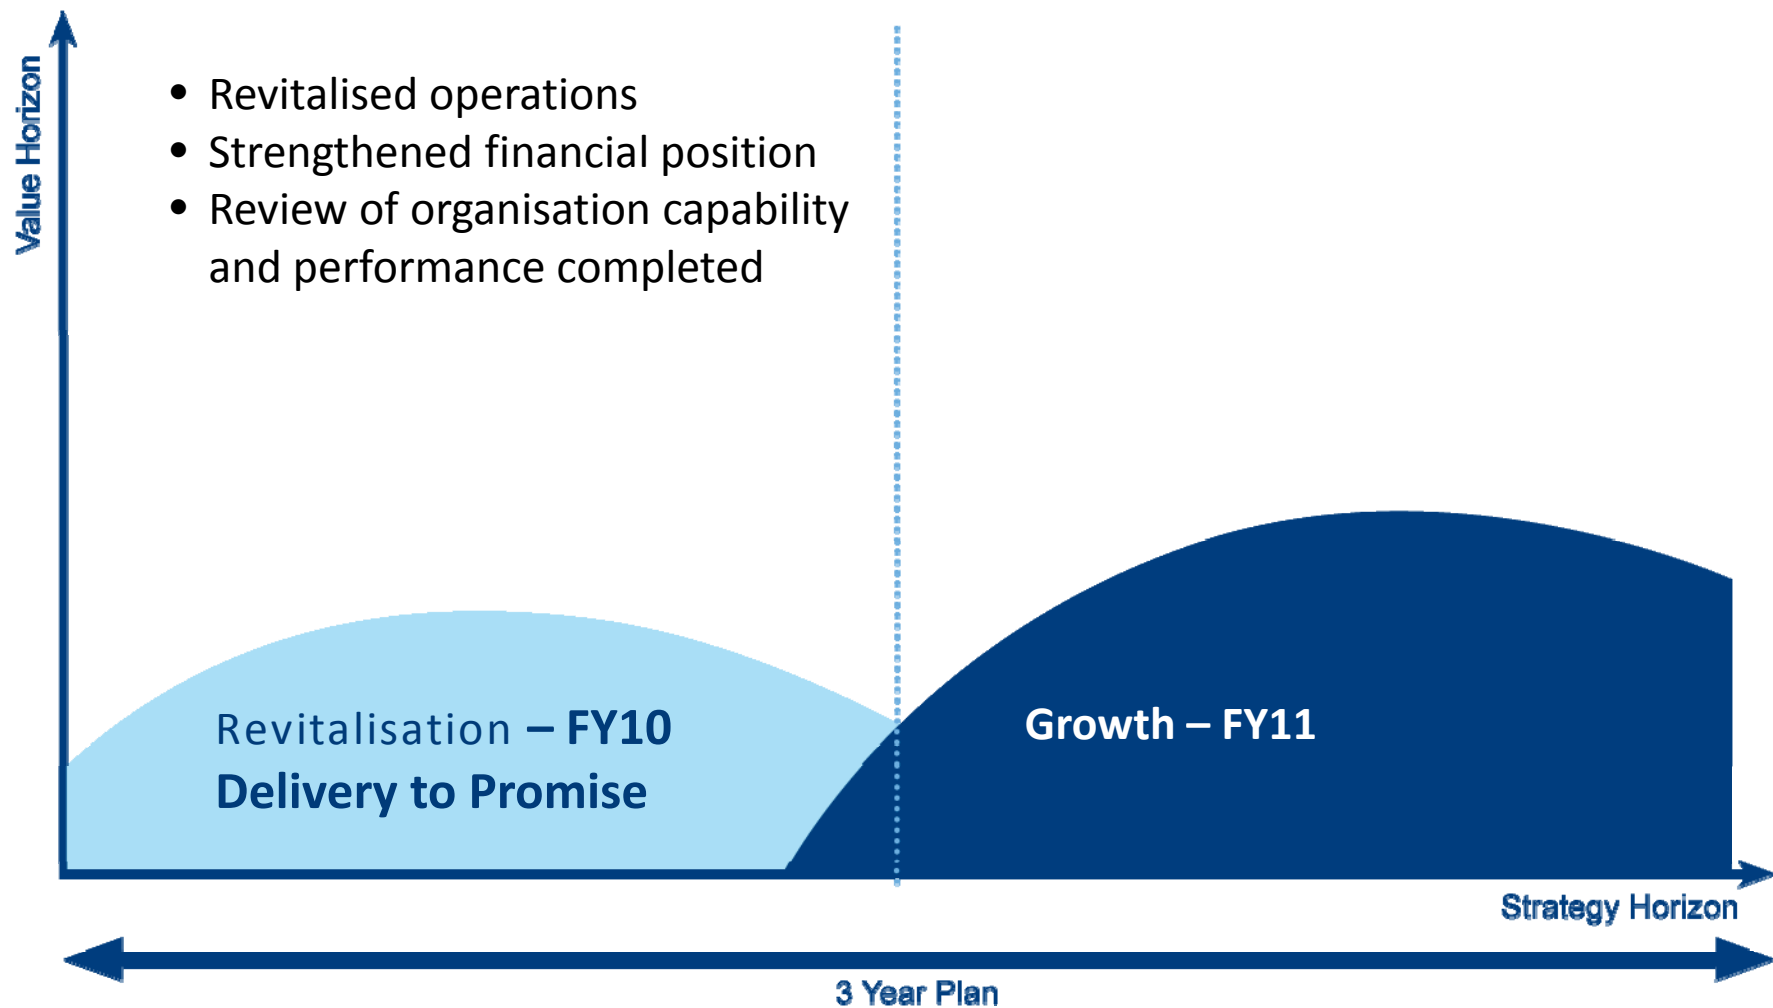 Value Horizon
• Revitalised operations
• Strengthened financial position
• Review of organisation capability
and performance completed
Revitalisation – FY10
Delivery to Promise
Growth – FY11
Strategy Horizon
3 Year Plan